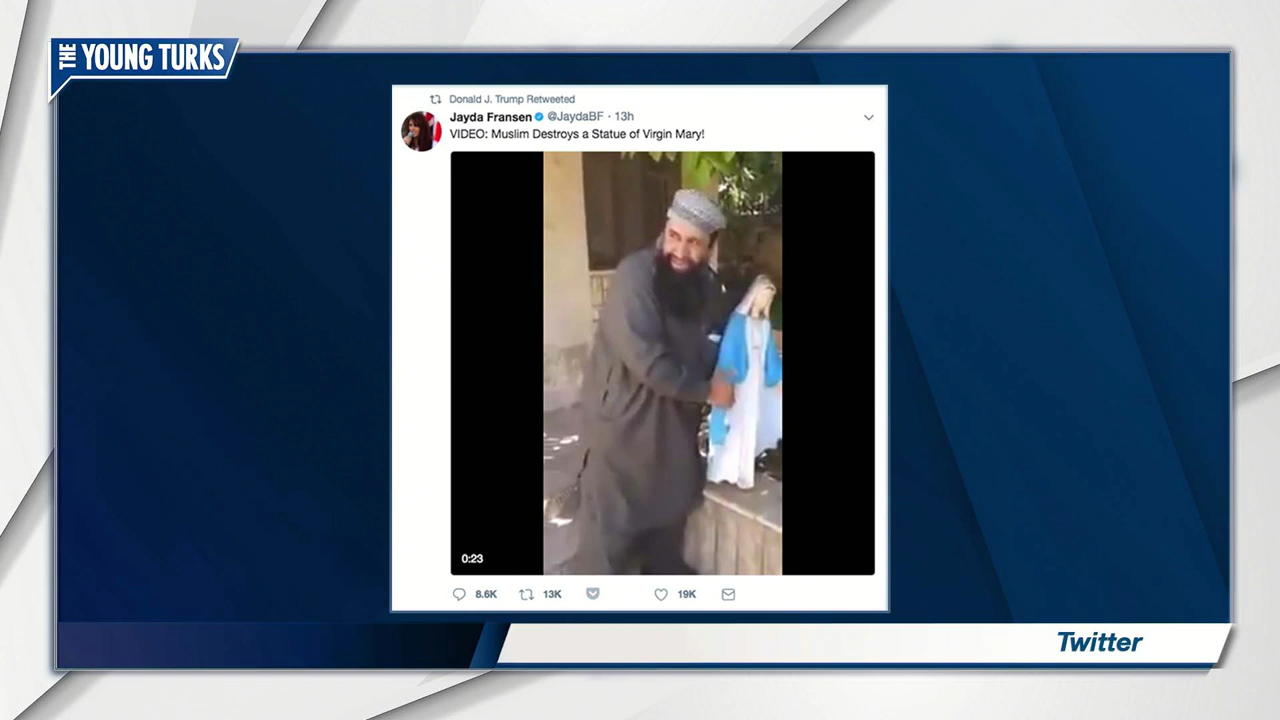 THE YOUNG TURKS
Donald J. Trump Retweeted
Jayda Fransen @JaydaBF · 13h
VIDEO: Muslim Destroys a Statue of Virgin Mary!
0:23
8.6K 13K 19K
Twitter